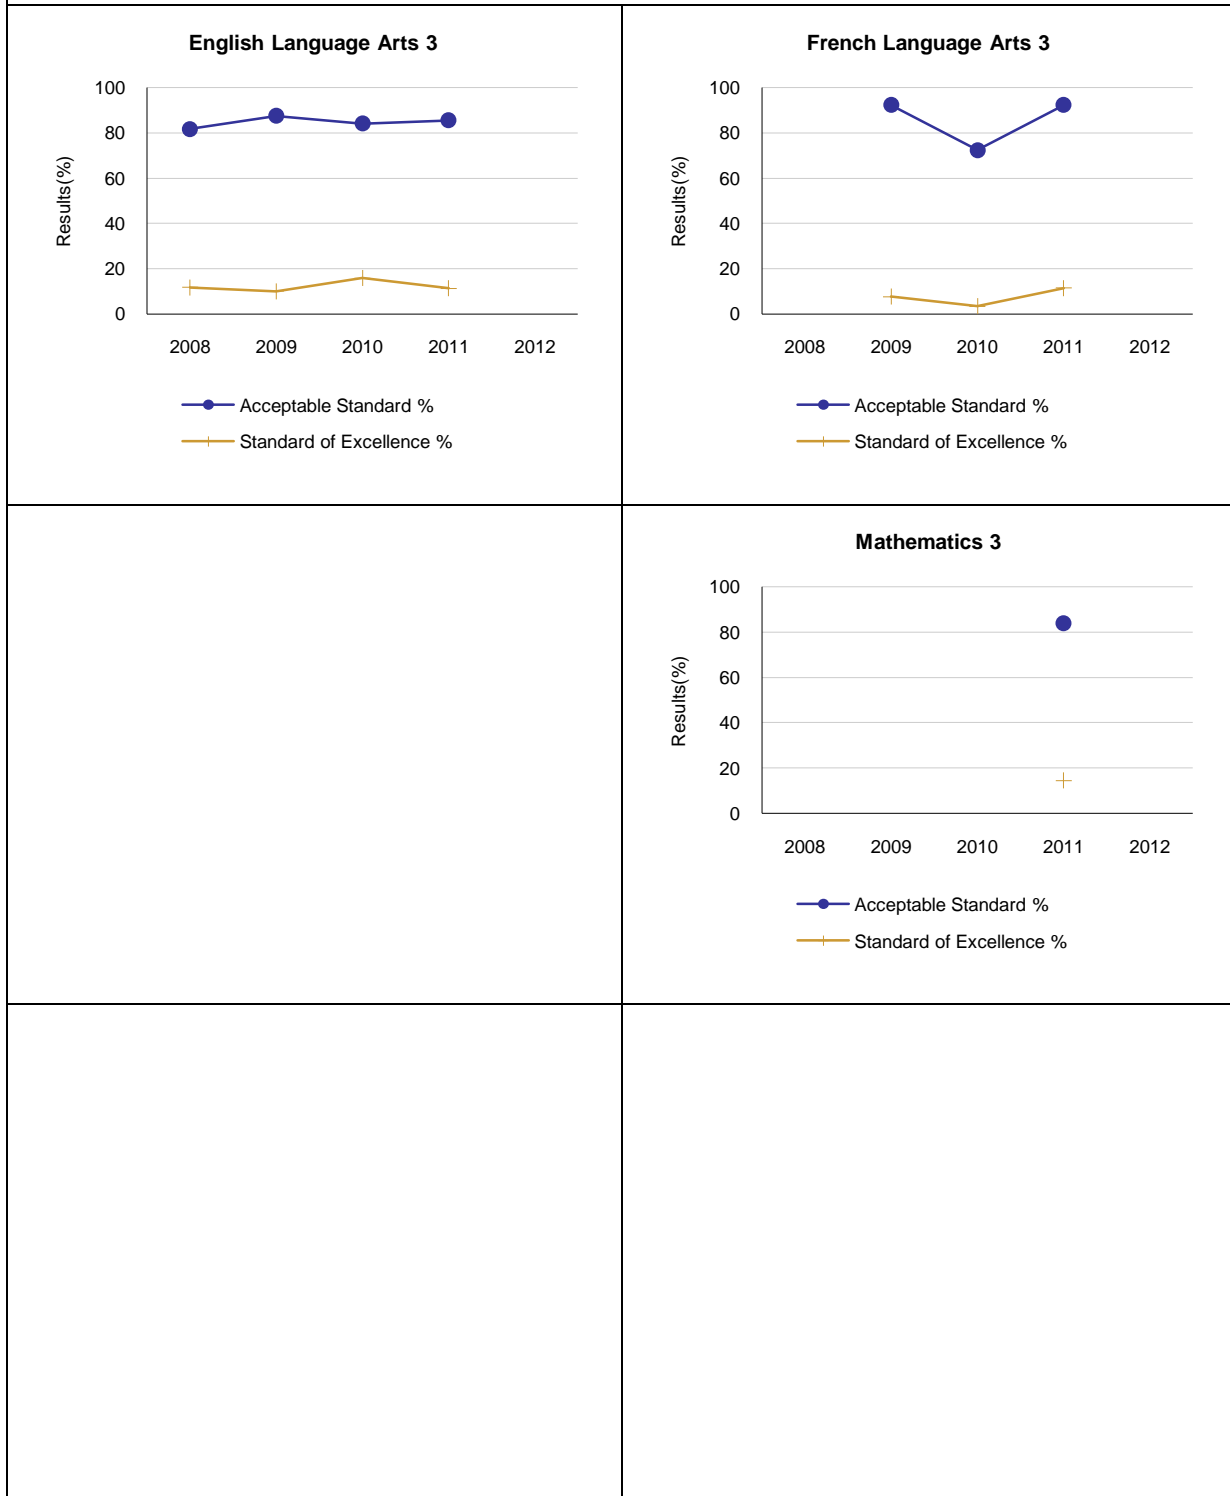 English Language Arts 3
100
80
60
40
20
0
Results(%)
2008 2009 2010 2011 2012
Acceptable Standard %
Standard of Excellence %
French Language Arts 3
100
80
60
40
20
0
Results(%)
2008 2009 2010 2011 2012
Acceptable Standard %
Standard of Excellence %
Mathematics 3
100
80
60
40
20
0
Results(%)
2008 2009 2010 2011 2012
Acceptable Standard %
Standard of Excellence %